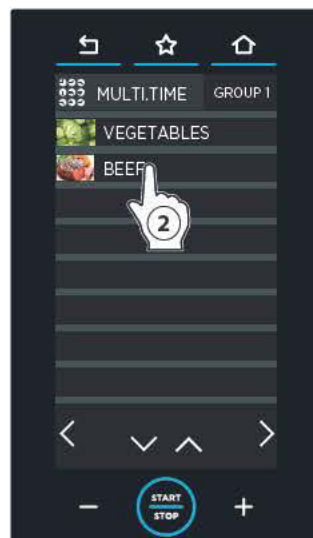 MULTI.TIME GROUP 1
VEGETABLES
BEEF
2
START
STOP